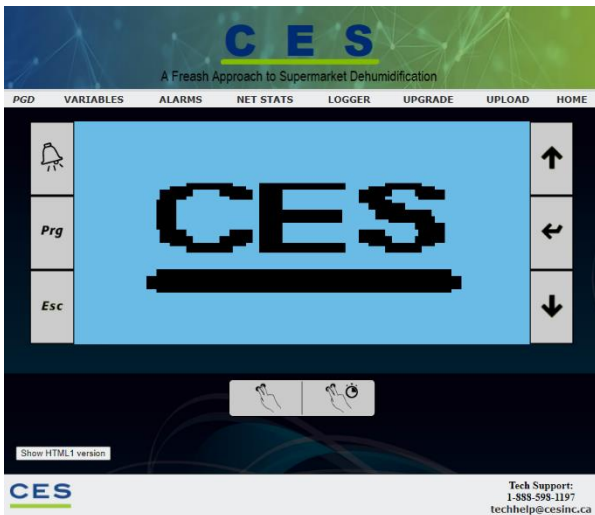 CES
A Freash Approach to Supermarket Dehumidification
PGD VARIABLES ALARMS NET STATS LOGGER UPGRADE UPLOAD HOME
CES
Prg
Esc
Show HTML1 version
CES
Tech Support:
1-888-598-1197
techhelp@cesinc.ca